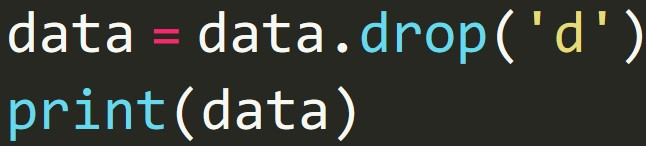 data = data.drop('d')
print(data)